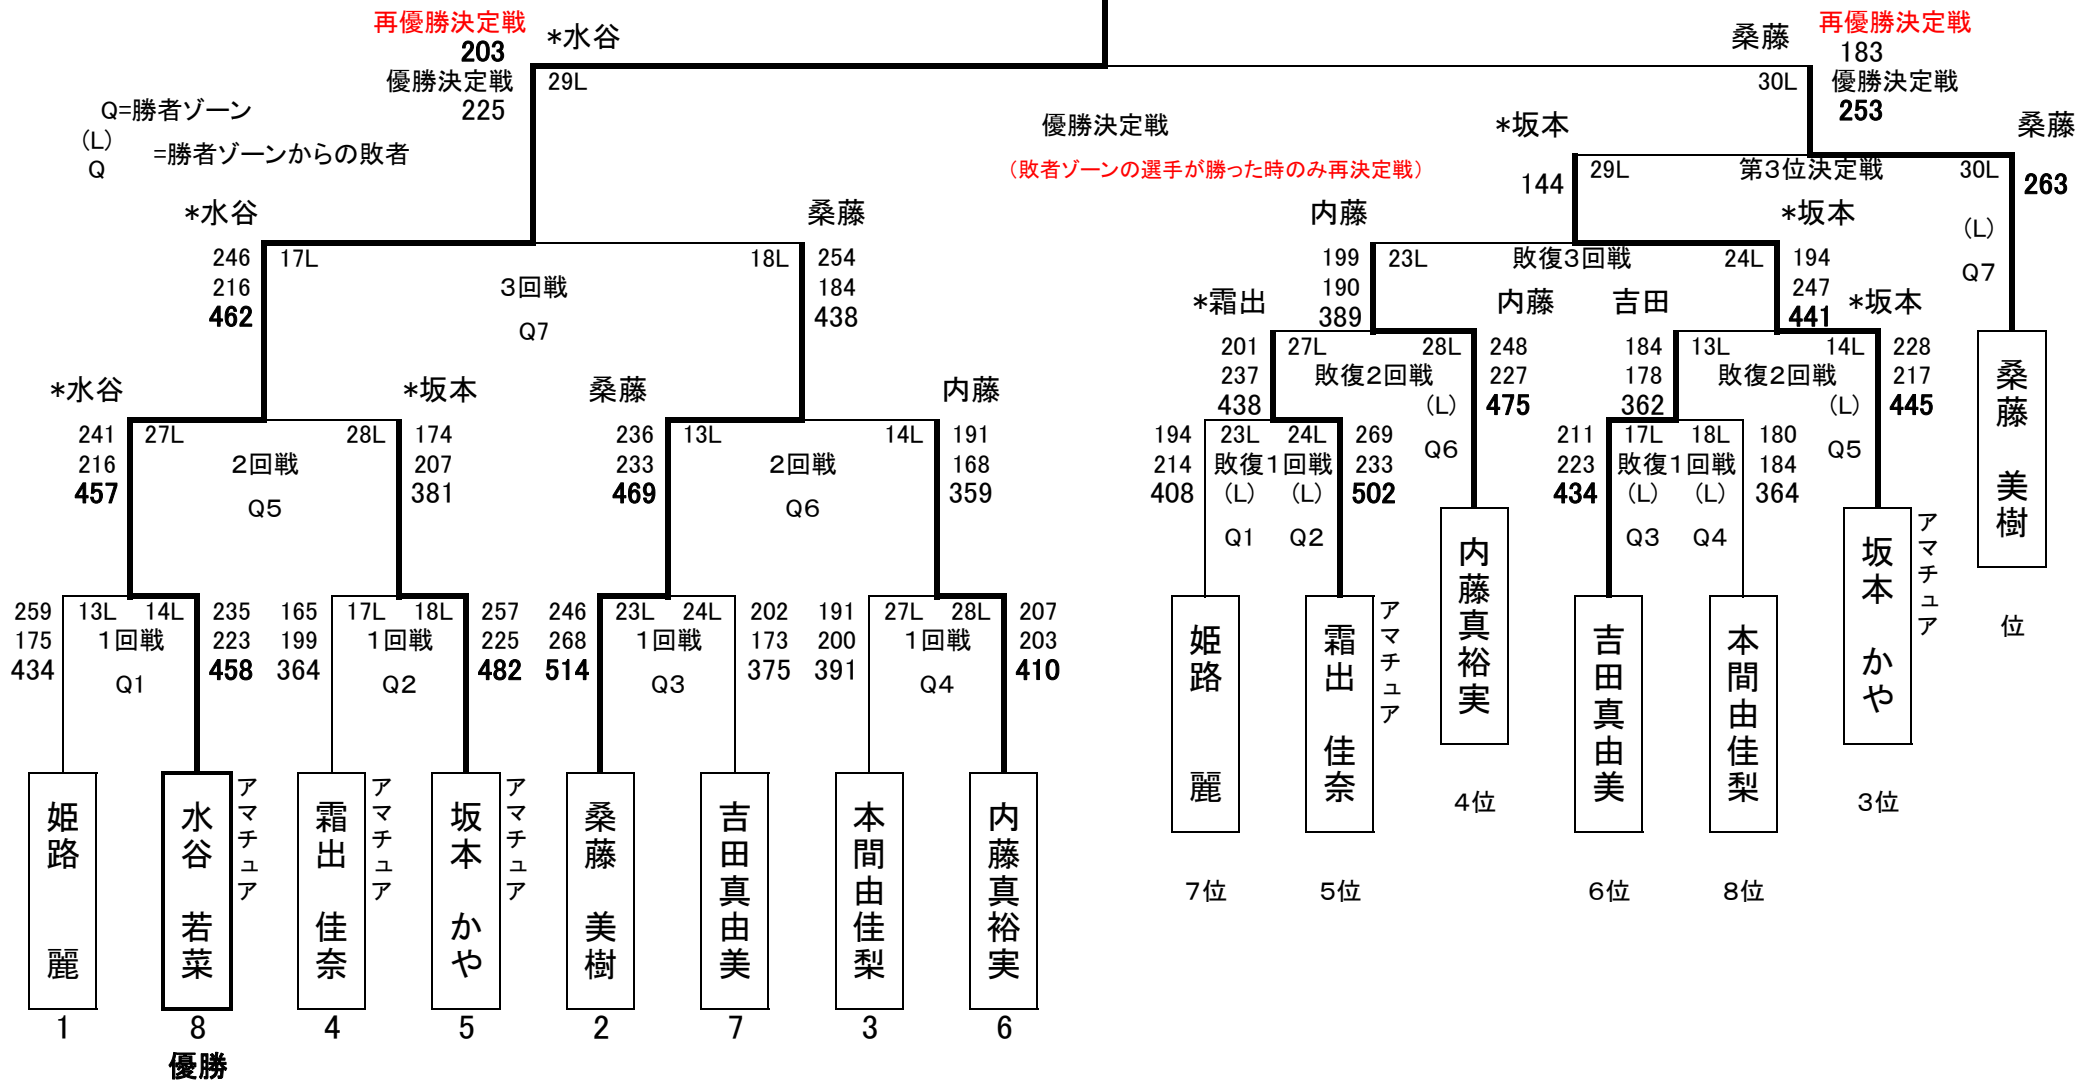 再優勝決定戦
203
*水谷
桑藤
再優勝決定戦
183
優勝決定戦
225
29L
30L
優勝決定戦
253
Q=勝者ゾーン
(L)
Q
=勝者ゾーンからの敗者
優勝決定戦
(敗者ゾーンの選手が勝った時のみ再決定戦)
*坂本
桑藤
144
29L
第3位決定戦
30L
263
(L)
Q7
*水谷
桑藤
内藤
*坂本
246
216
462
17L
18L
254
184
438
3回戦
Q7
199
190
389
23L
敗復3回戦
24L
194
247
441
*水谷
*坂本
桑藤
内藤
*霜出
内藤
吉田
*坂本
241
216
457
27L
28L
174
207
381
2回戦
Q5
236
233
469
13L
14L
191
168
359
2回戦
Q6
201
237
438
27L
28L
敗復2回戦
(L)
Q6
248
227
475
184
178
362
13L
14L
敗復2回戦
(L)
Q5
228
217
445
194
214
408
23L
24L
敗復1回戦
(L)
(L)
Q1
Q2
269
233
502
211
223
434
17L
18L
敗復1回戦
(L)
(L)
Q3
Q4
180
184
364
259
175
434
13L
14L
1回戦
Q1
235
223
458
165
199
364
17L
18L
1回戦
Q2
257
225
482
246
268
514
23L
24L
1回戦
Q3
202
173
375
191
200
391
27L
28L
1回戦
Q4
207
203
410
姫路 麗
水谷 若菜
アマチュア
霜出 佳奈
アマチュア
坂本 かや
アマチュア
桑藤 美樹
吉田真由美
本間由佳梨
内藤真裕実
1
8
4
5
2
7
3
6
優勝
姫路 麗
霜出 佳奈
アマチュア
内藤真裕実
吉田真由美
本間由佳梨
坂本 かや
アマチュア
桑藤 美樹
7位
5位
4位
6位
8位
3位
位